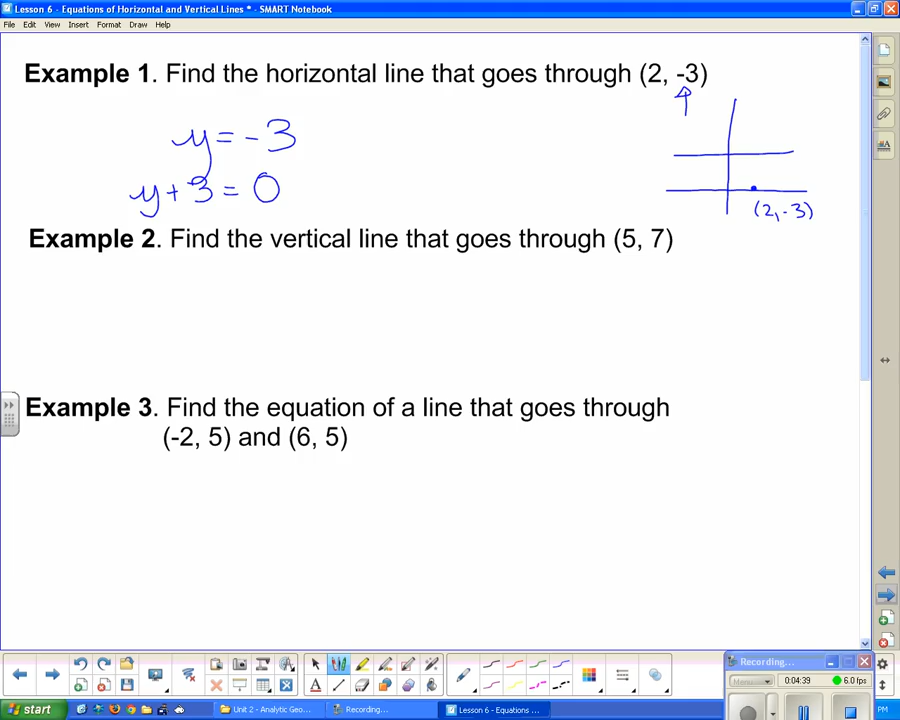 Lesson 6 - Equations of Horizontal and Vertical Lines * - SMART Notebook
File Edit View Insert Format Draw Help
Example 1. Find the horizontal line that goes through (2, -3)
y = -3
y + 3 = 0
(2, -3)
Example 2. Find the vertical line that goes through (5, 7)
Example 3. Find the equation of a line that goes through
(-2, 5) and (6, 5)
Recording...
Menu
0:04:39
6.0 fps
start
Unit 2 - Analytic Geo...
Recording...
Lesson 6 - Equations ...
PM